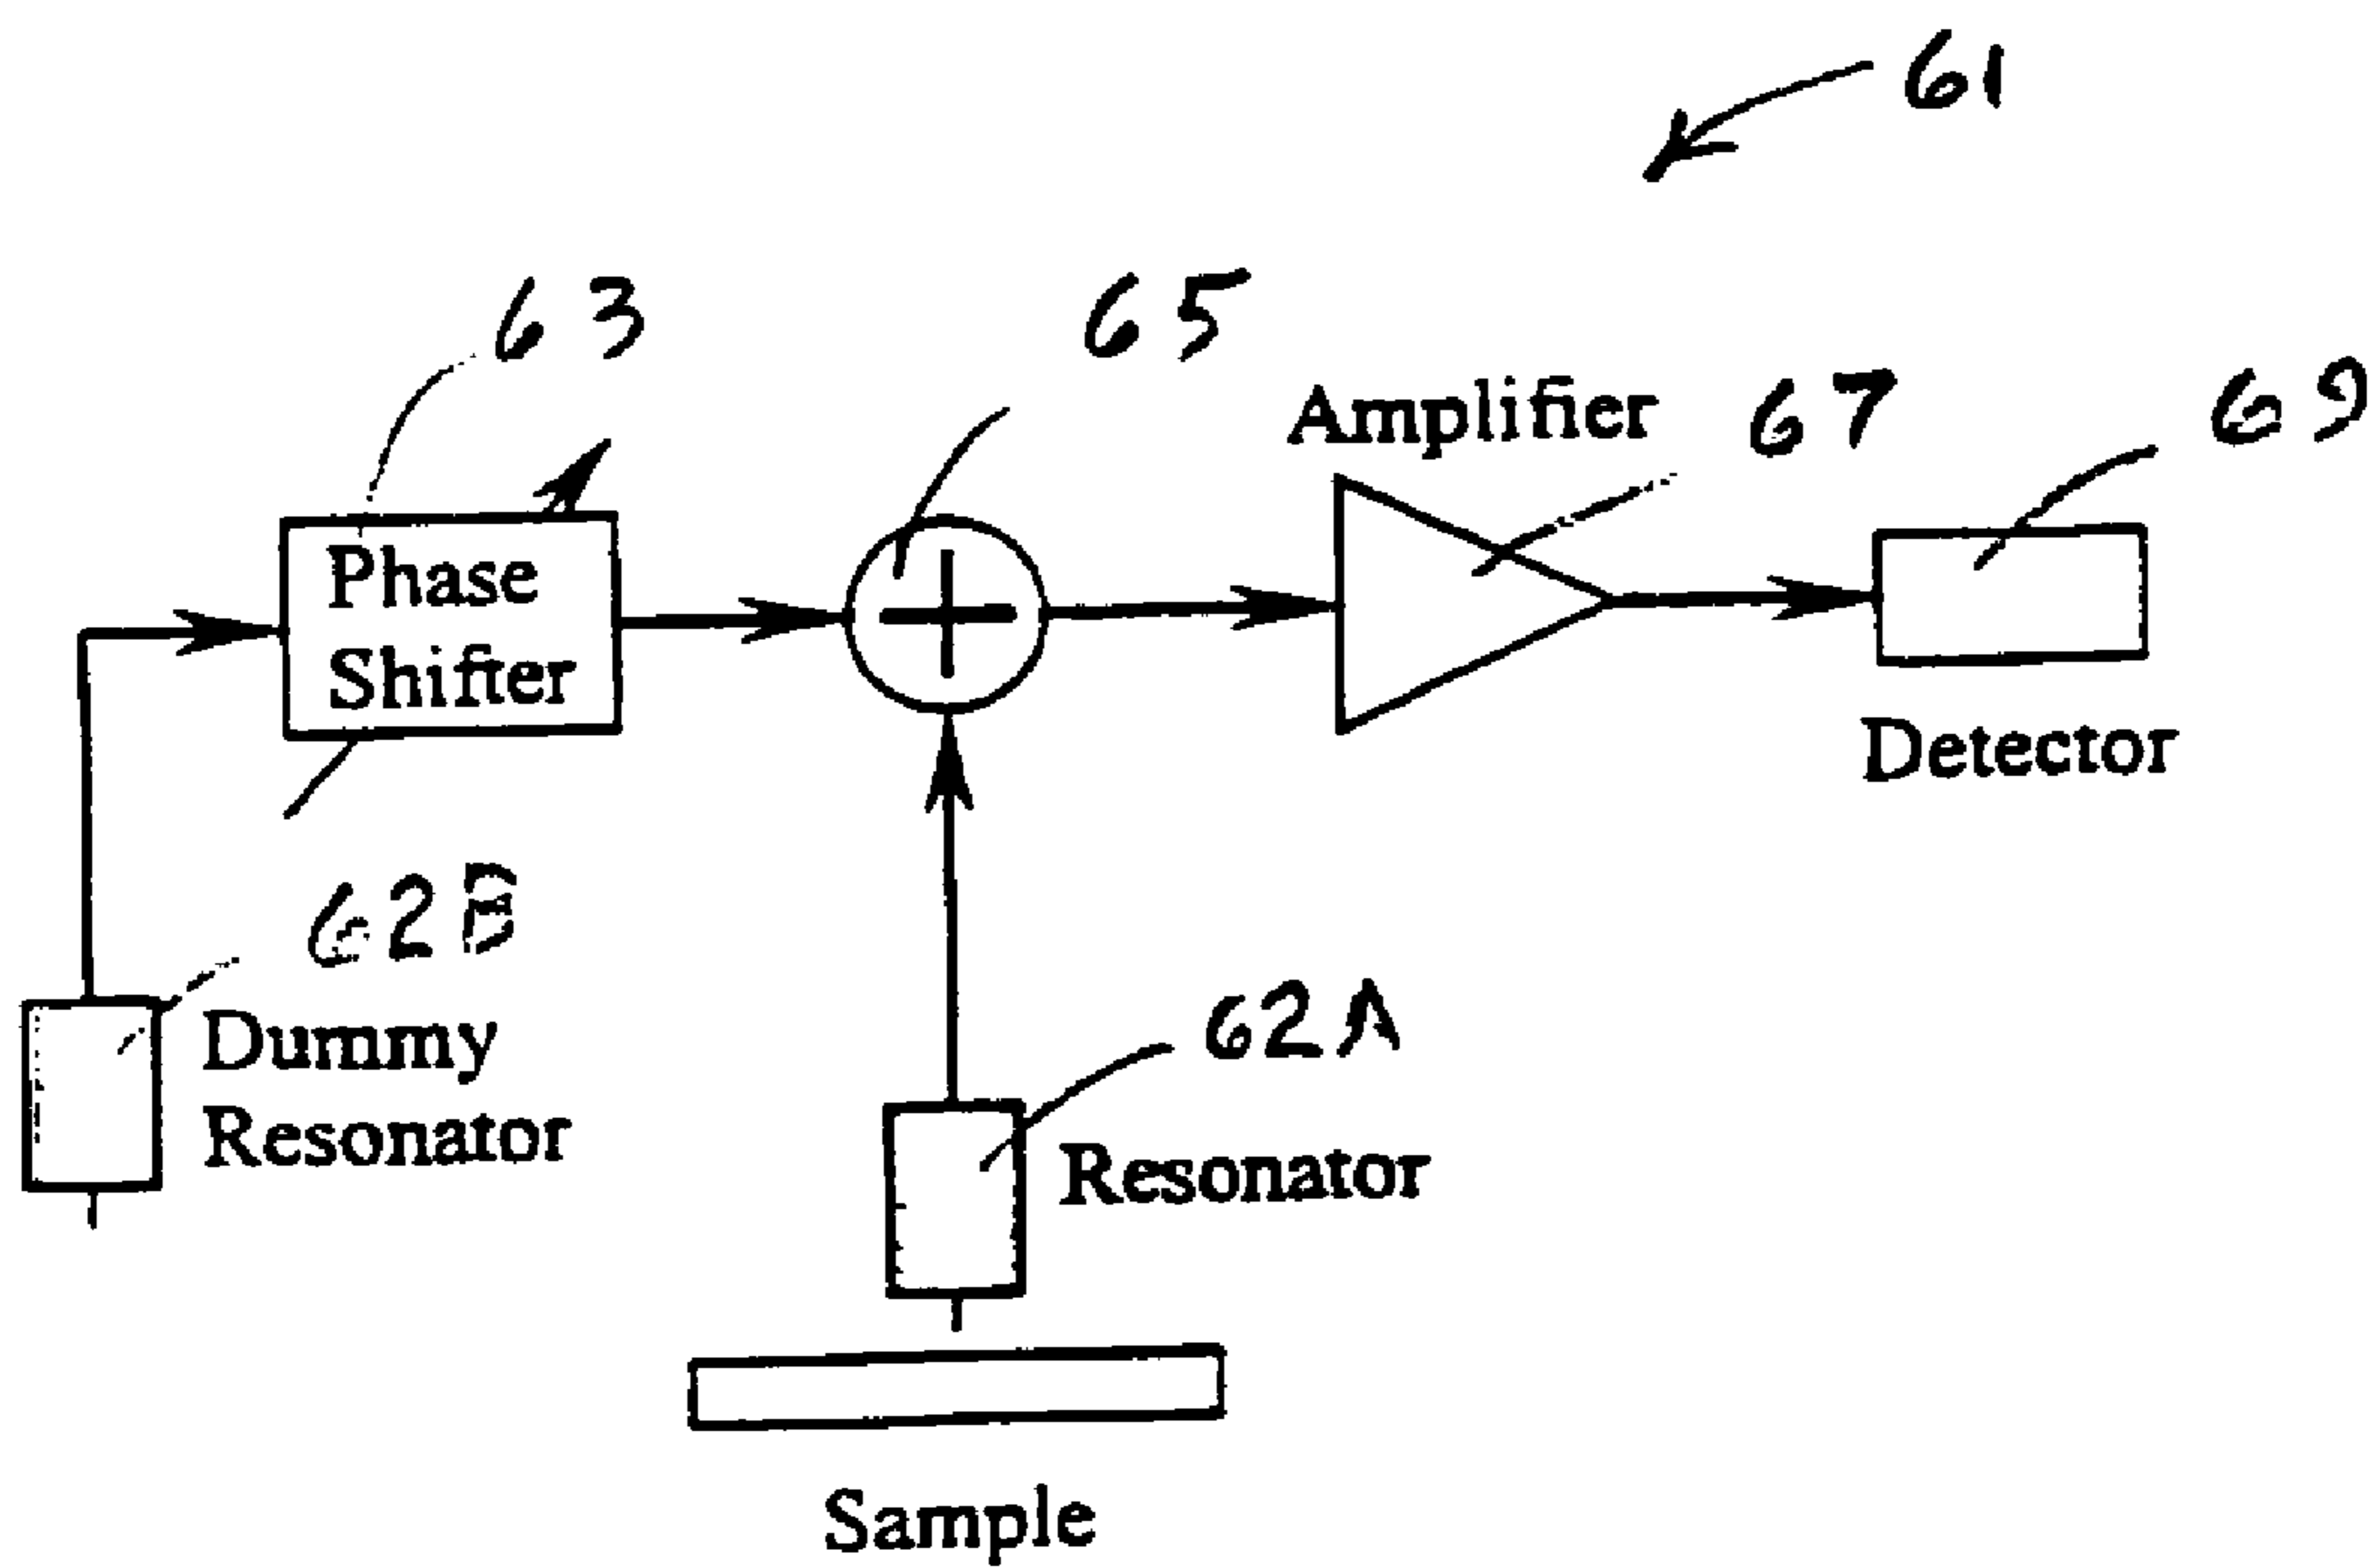 61
63
65
Amplifier 67
69
Phase
Shifter
Detector
62B
Dummy
Resonator
62A
Resonator
Sample